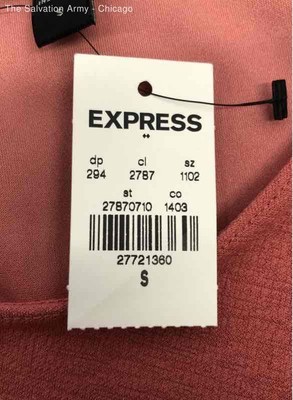 The Salvation Army - Chicago
EXPRESS
dp cl sz
294 2787 1102
st co
27870710 1403
27721360
S